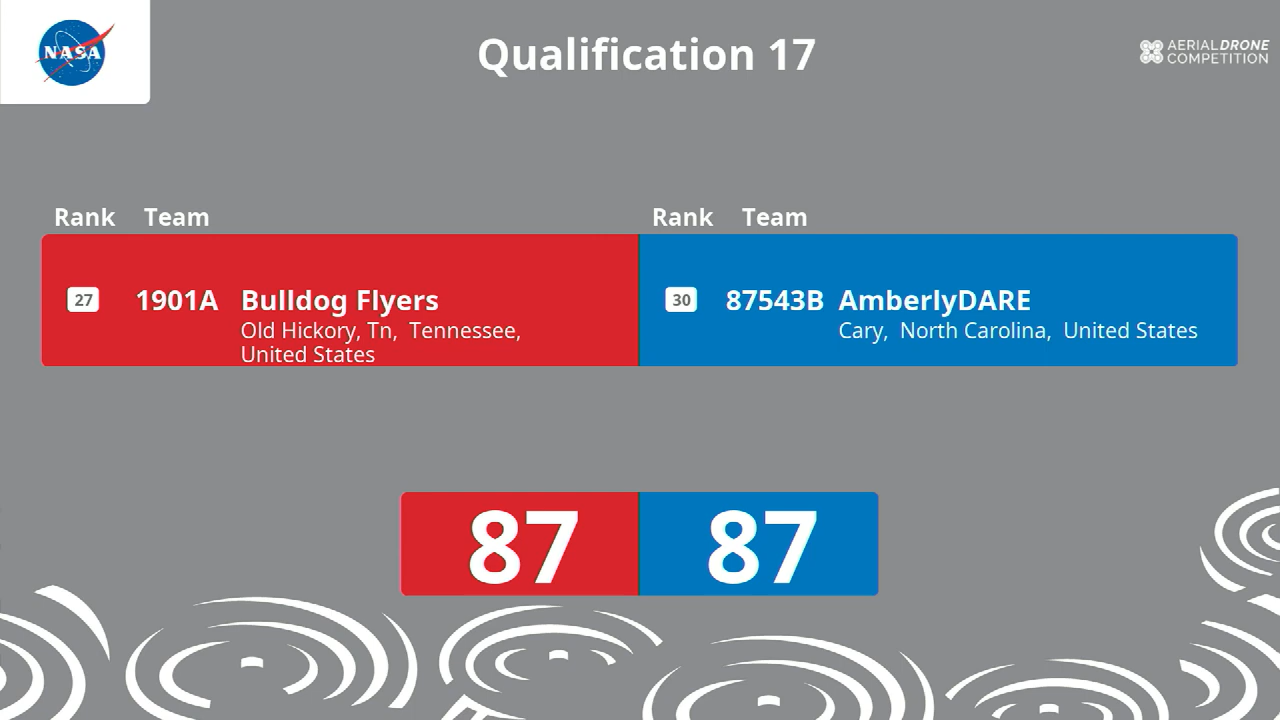 NASA
Qualification 17
AERIALDRONE
COMPETITION
Rank Team
Rank Team
27 1901A Bulldog Flyers
Old Hickory, Tn, Tennessee,
United States
30 87543B AmberlyDARE
Cary, North Carolina, United States
87 87